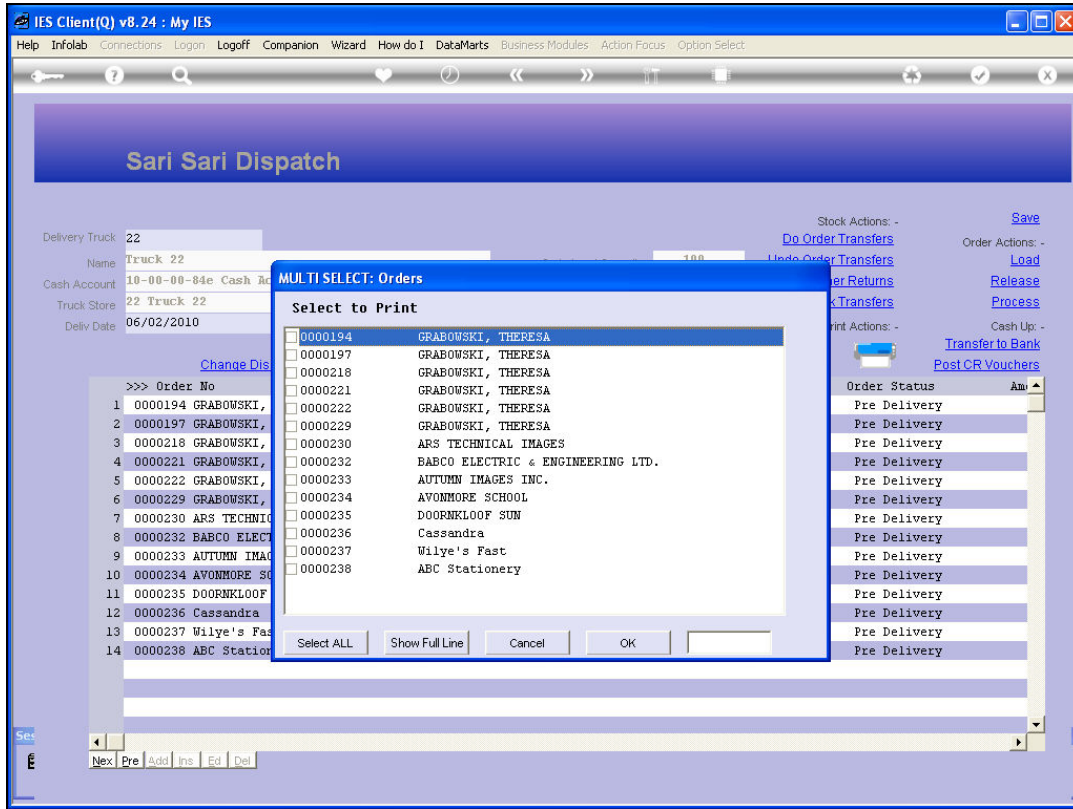 IES Client(Q) v8.24 : My IES
Help Infolab Connections Logon Logoff Companion Wizard How do I DataMarts Business Modules Action Focus Option Select
Sari Sari Dispatch
Stock Actions: - Save
Delivery Truck 22 Do Order Transfers Order Actions: -
Name Truck 22 100 Undo Order Transfers Load
Cash Account 10-00-00-84e Cash Ac er Returns Release
Truck Store 22 Truck 22 Transfers Process
Deliv Date 06/02/2010 rint Actions: - Cash Up: -
Transfer to Bank
Change Dis Post CR Vouchers
>>> Order No Order Status Am
1 0000194 GRABOWSKI, Pre Delivery
2 0000197 GRABOWSKI, Pre Delivery
3 0000218 GRABOWSKI, Pre Delivery
4 0000221 GRABOWSKI, Pre Delivery
5 0000222 GRABOWSKI, Pre Delivery
6 0000229 GRABOWSKI, Pre Delivery
7 0000230 ARS TECHNIC Pre Delivery
8 0000232 BABCO ELECT Pre Delivery
9 0000233 AUTUMN IMAG Pre Delivery
10 0000234 AVONMORE SC Pre Delivery
11 0000235 DOORNKLOOF Pre Delivery
12 0000236 Cassandra Pre Delivery
13 0000237 Wilye's Fas Pre Delivery
14 0000238 ABC Station Pre Delivery
MULTI SELECT: Orders
Select to Print
0000194 GRABOWSKI, THERESA
0000197 GRABOWSKI, THERESA
0000218 GRABOWSKI, THERESA
0000221 GRABOWSKI, THERESA
0000222 GRABOWSKI, THERESA
0000229 GRABOWSKI, THERESA
0000230 ARS TECHNICAL IMAGES
0000232 BABCO ELECTRIC & ENGINEERING LTD.
0000233 AUTUMN IMAGES INC.
0000234 AVONMORE SCHOOL
0000235 DOORNKLOOF SUN
0000236 Cassandra
0000237 Wilye's Fast
0000238 ABC Stationery
Select ALL Show Full Line Cancel OK
Ses
Nex Pre Add Ins Ed Del